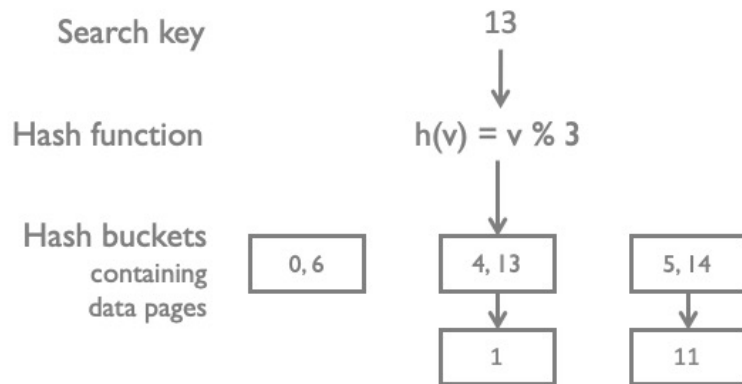 Search key
13
Hash function
h(v) = v % 3
Hash buckets
containing
data pages
0, 6
4, 13
5, 14
1
11